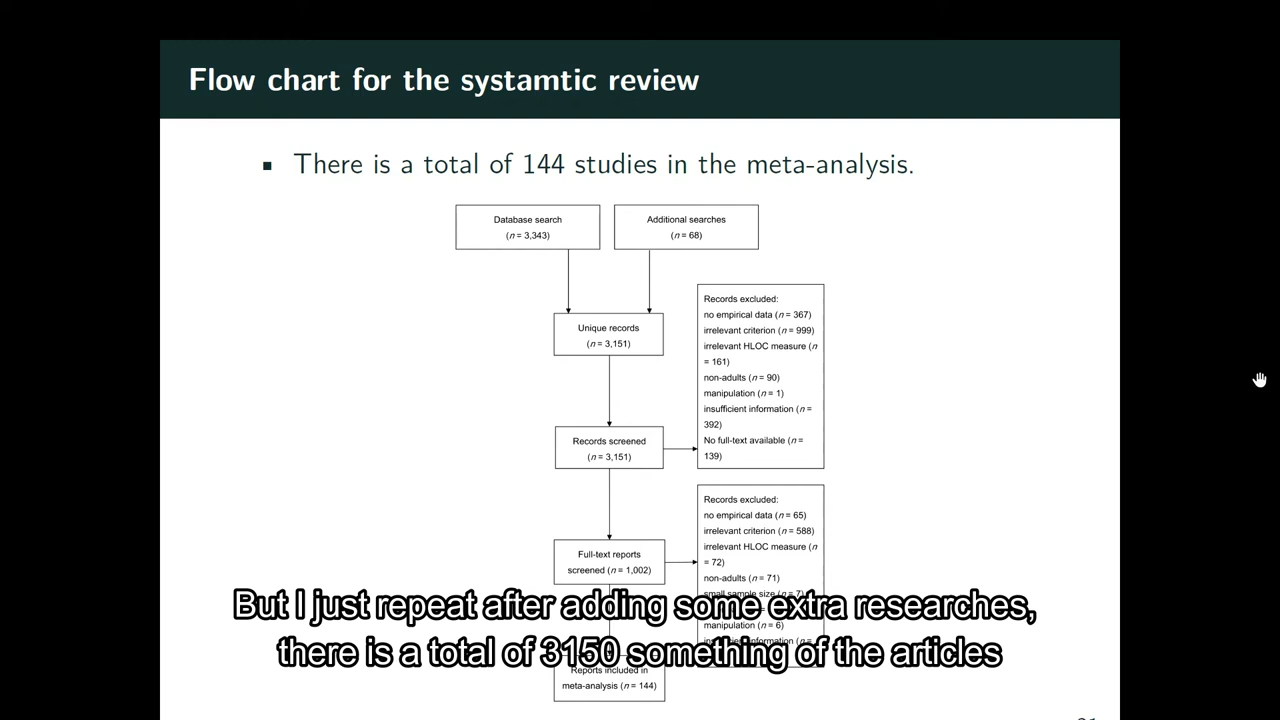 Flow chart for the systamtic review
▪ There is a total of 144 studies in the meta-analysis.
Database search
(n = 3,343)
Additional searches
(n = 68)
Unique records
(n = 3,151)
Records excluded:
no empirical data (n = 367)
irrelevant criterion (n = 999)
irrelevant HLOC measure (n
= 161)
non-adults (n = 90)
manipulation (n = 1)
insufficient information (n =
392)
No full-text available (n =
139)
Records screened
(n = 3,151)
Records excluded:
no empirical data (n = 65)
irrelevant criterion (n = 588)
irrelevant HLOC measure (n
= 72)
non-adults (n = 71)
small sample size (n = 7)
manipulation (n = 6)
Full-text reports
screened (n = 1,002)
Reports included in
meta-analysis (n = 144)
But I just repeat after adding some extra researches,
there is a total of 3150 something of the articles